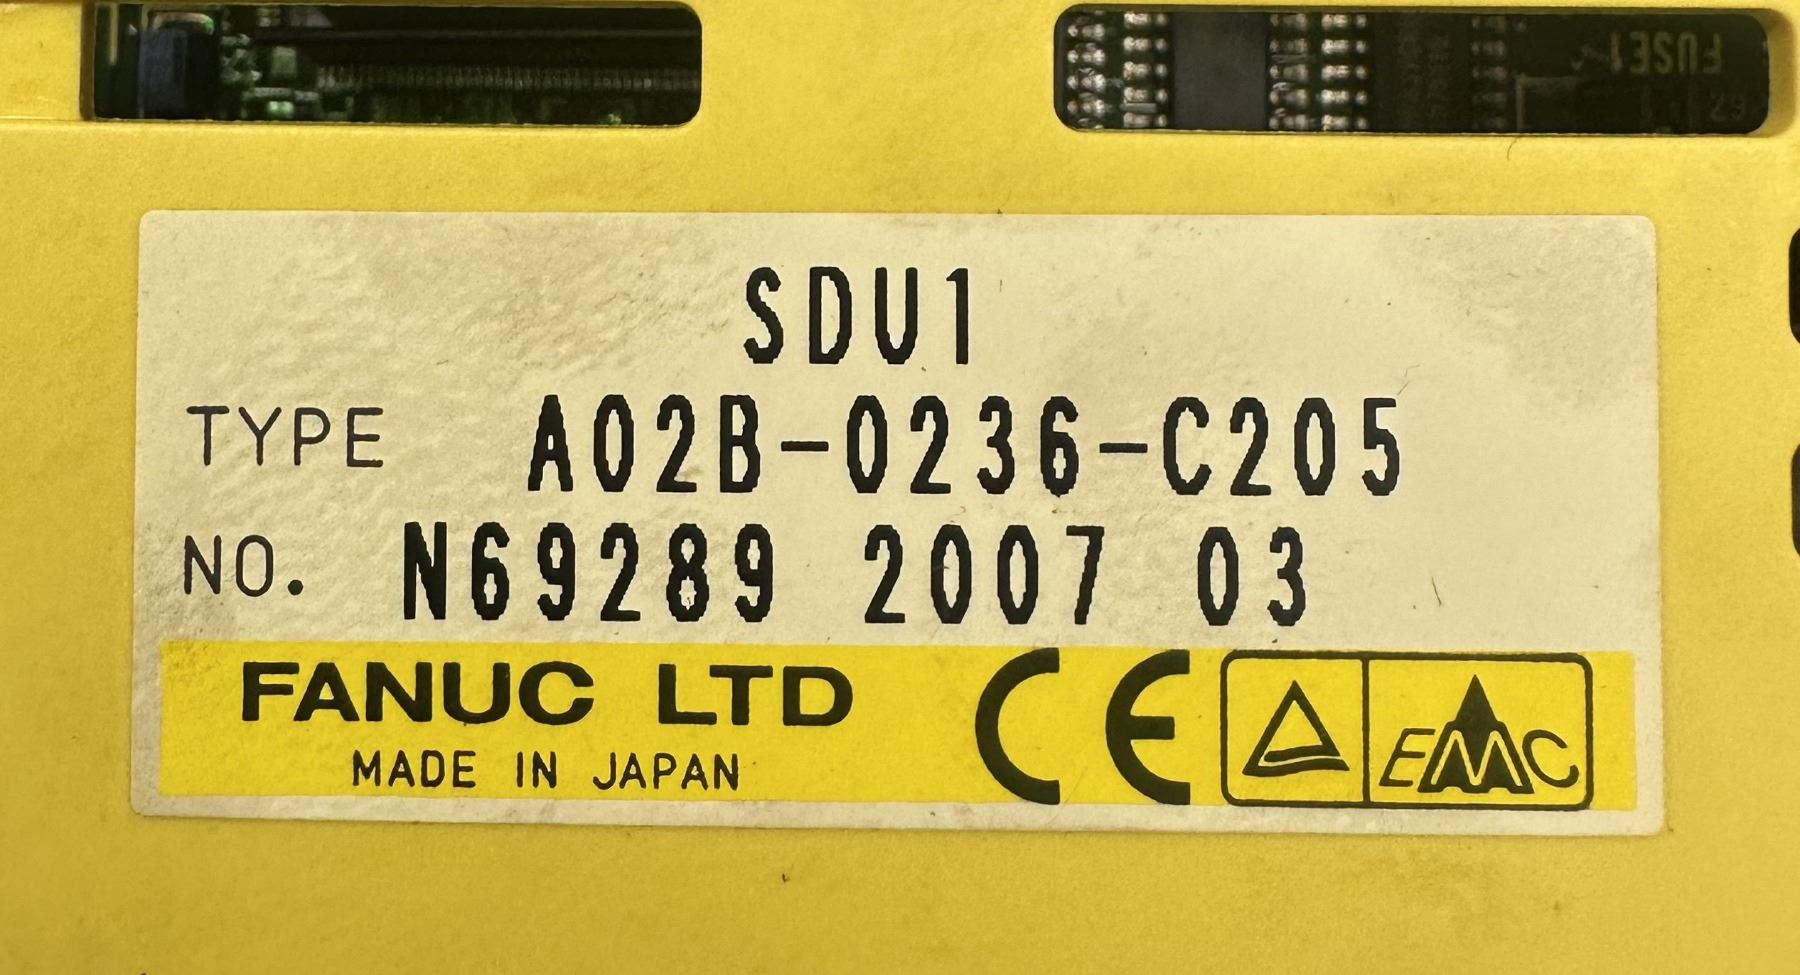 FUSE1
SDU1
TYPE A02B-0236-C205
NO. N69289 2007 03
FANUC LTD
MADE IN JAPAN
CE
EMC